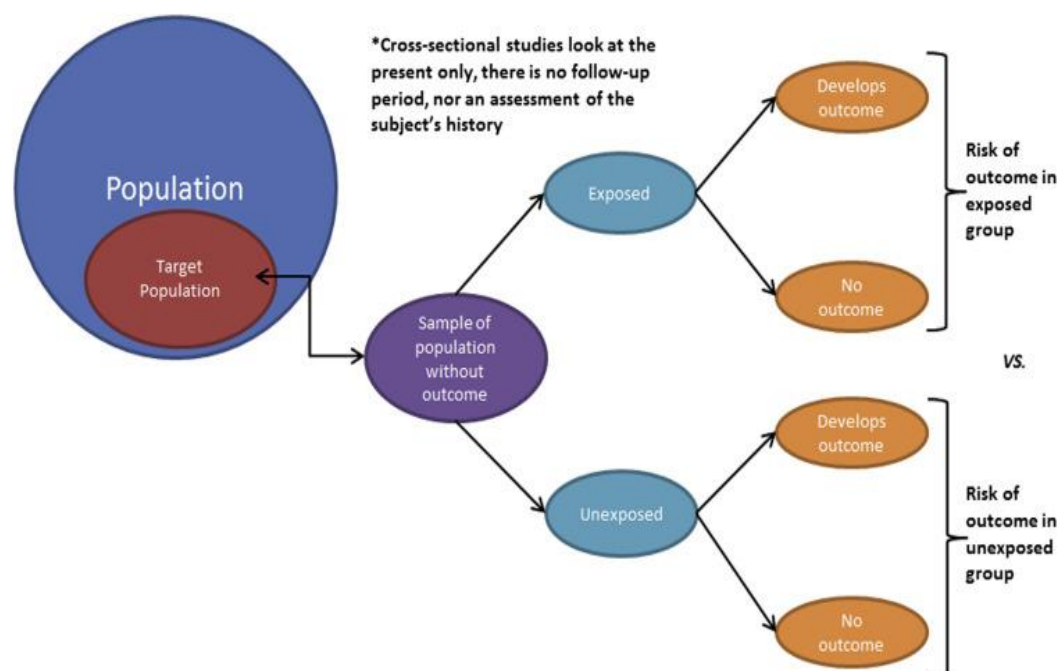 *Cross-sectional studies look at the
present only, there is no follow-up
period, nor an assessment of the
subject's history
Population
Target
Population
Sample of
population
without
outcome
Exposed
Unexposed
Develops
outcome
No
outcome
Risk of
outcome in
exposed
group
VS.
Develops
outcome
No
outcome
Risk of
outcome in
unexposed
group